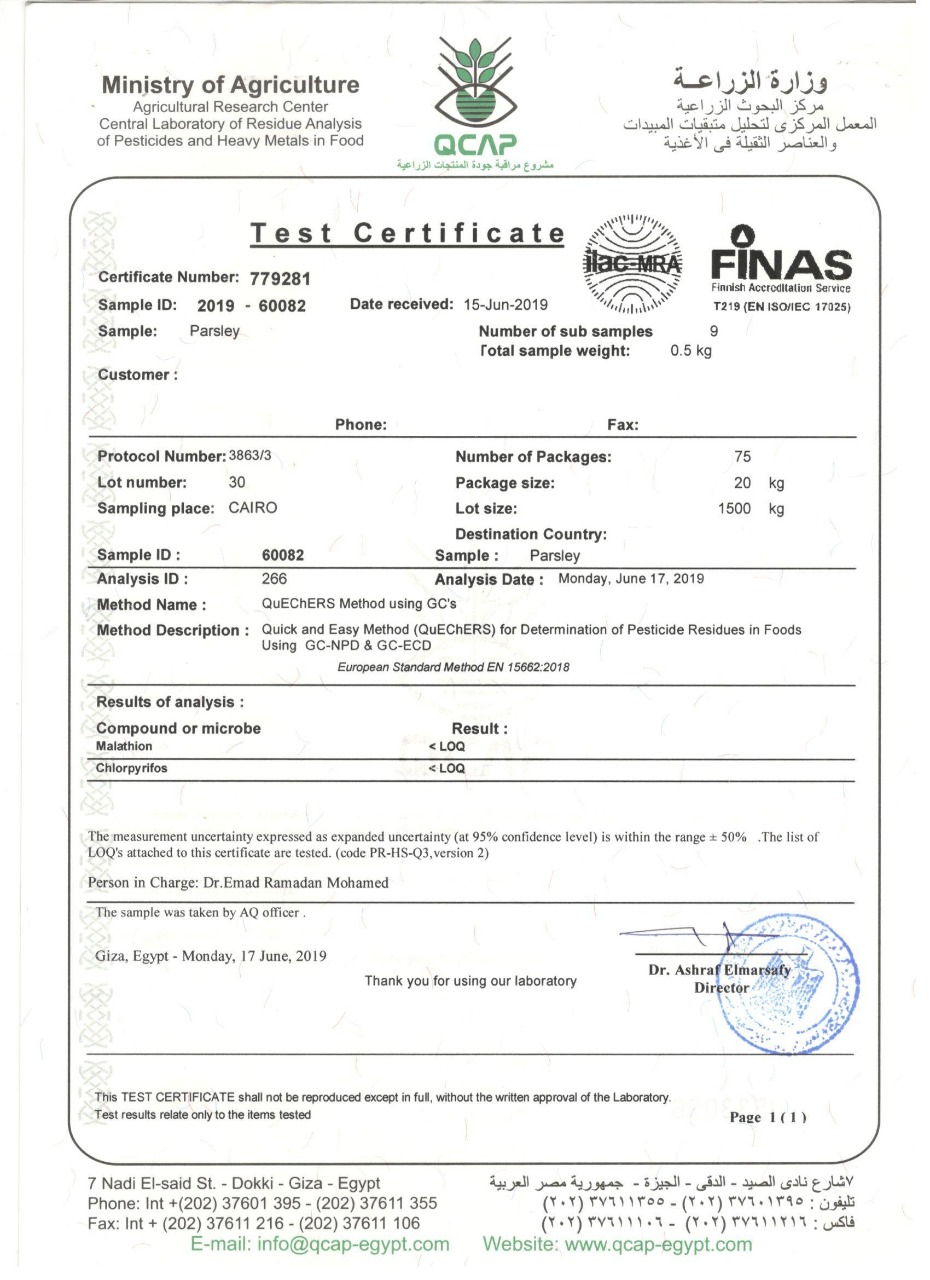 Ministry of Agriculture
Agricultural Research Center
Central Laboratory of Residue Analysis
of Pesticides and Heavy Metals in Food
QCAP
مشروع مراقبة جودة المنتجات الزراعية
وزارة الزراعــة
مركز البحوث الزراعية
المعمل المركزى لتحليل متبقيات المبيدات
والعناصر الثقيلة فى الأغذية
Test Certificate
ilac-MRA
FINAS
Finnish Accreditation Service
T219 (EN ISO/IEC 17025)
Certificate Number: 779281
Sample ID: 2019 - 60082 Date received: 15-Jun-2019
Sample: Parsley Number of sub samples 9
Total sample weight: 0.5 kg
Customer :
Phone: Fax:
Protocol Number: 3863/3 Number of Packages: 75
Lot number: 30 Package size: 20 kg
Sampling place: CAIRO Lot size: 1500 kg
Destination Country:
Sample ID : 60082 Sample : Parsley
Analysis ID : 266 Analysis Date : Monday, June 17, 2019
Method Name : QuEChERS Method using GC's
Method Description : Quick and Easy Method (QuEChERS) for Determination of Pesticide Residues in Foods
Using GC-NPD & GC-ECD
European Standard Method EN 15662:2018
Results of analysis :
Compound or microbe Result :
Malathion < LOQ
Chlorpyrifos < LOQ
The measurement uncertainty expressed as expanded uncertainty (at 95% confidence level) is within the range ± 50% .The list of
LOQ's attached to this certificate are tested. (code PR-HS-Q3,version 2)
Person in Charge: Dr.Emad Ramadan Mohamed
The sample was taken by AQ officer .
Giza, Egypt - Monday, 17 June, 2019
Thank you for using our laboratory
Dr. Ashraf Elmarsafy
Director
This TEST CERTIFICATE shall not be reproduced except in full, without the written approval of the Laboratory.
Test results relate only to the items tested
Page 1 ( 1 )
7 Nadi El-said St. - Dokki - Giza - Egypt
Phone: Int +(202) 37601 395 - (202) 37611 355
Fax: Int + (202) 37611 216 - (202) 37611 106
٧شارع نادى الصيد - الدقى - الجيزة - جمهورية مصر العربية
تليفون : ٣٧٦٠١٣٩٥ (٢٠٢) - ٣٧٦١١٣٥٥ (٢٠٢)
فاكس : ٣٧٦١١٢١٦ (٢٠٢) - ٣٧٦١١١٠٦ (٢٠٢)
E-mail: info@qcap-egypt.com Website: www.qcap-egypt.com